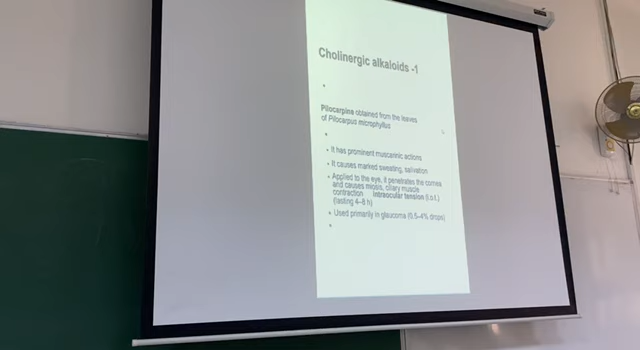 Cholinergic alkaloids -1
•
Pilocarpine obtained from the leaves
of Pilocarpus microphyllus
•
• It has prominent muscarinic actions
• It causes marked sweating, salivation
• Applied to the eye, it penetrates the cornea
and causes miosis, ciliary muscle
contraction intraocular tension (i.o.t.)
(lasting 4–8 h)
• Used primarily in glaucoma (0.5–4% drops)
•